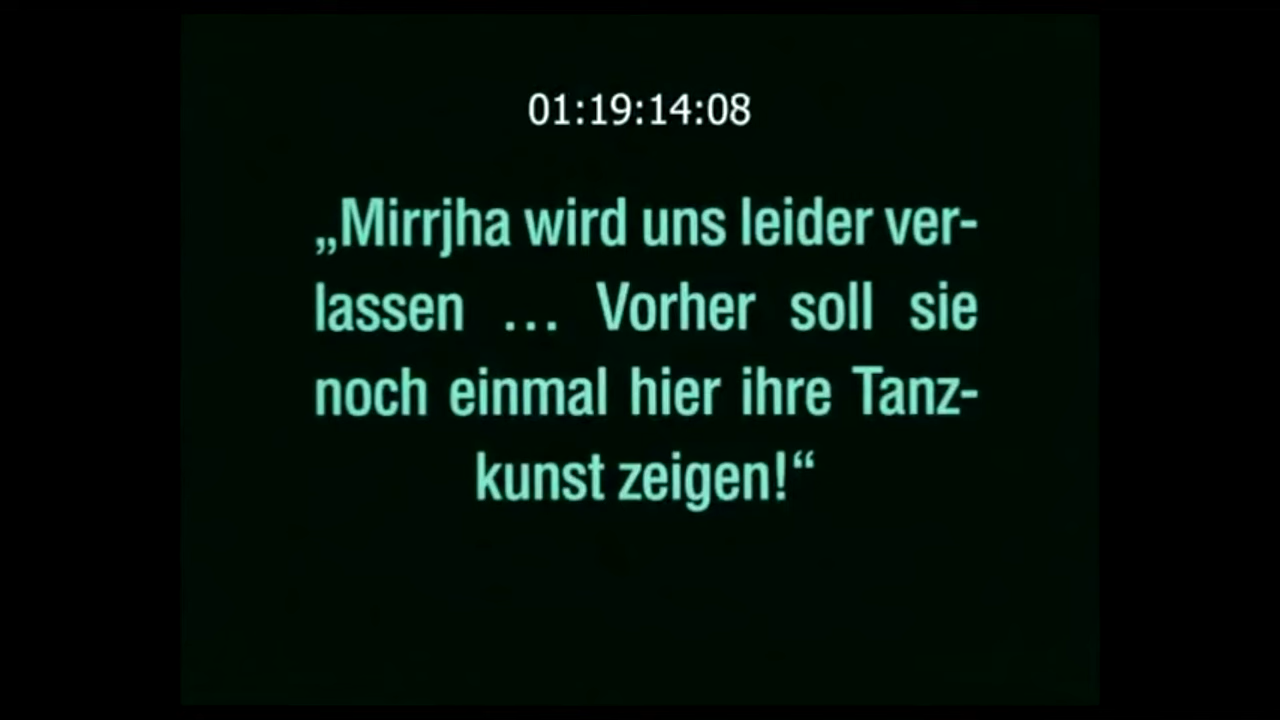 01:19:14:08
„Mirrjha wird uns leider ver-
lassen ... Vorher soll sie
noch einmal hier ihre Tanz-
kunst zeigen!“